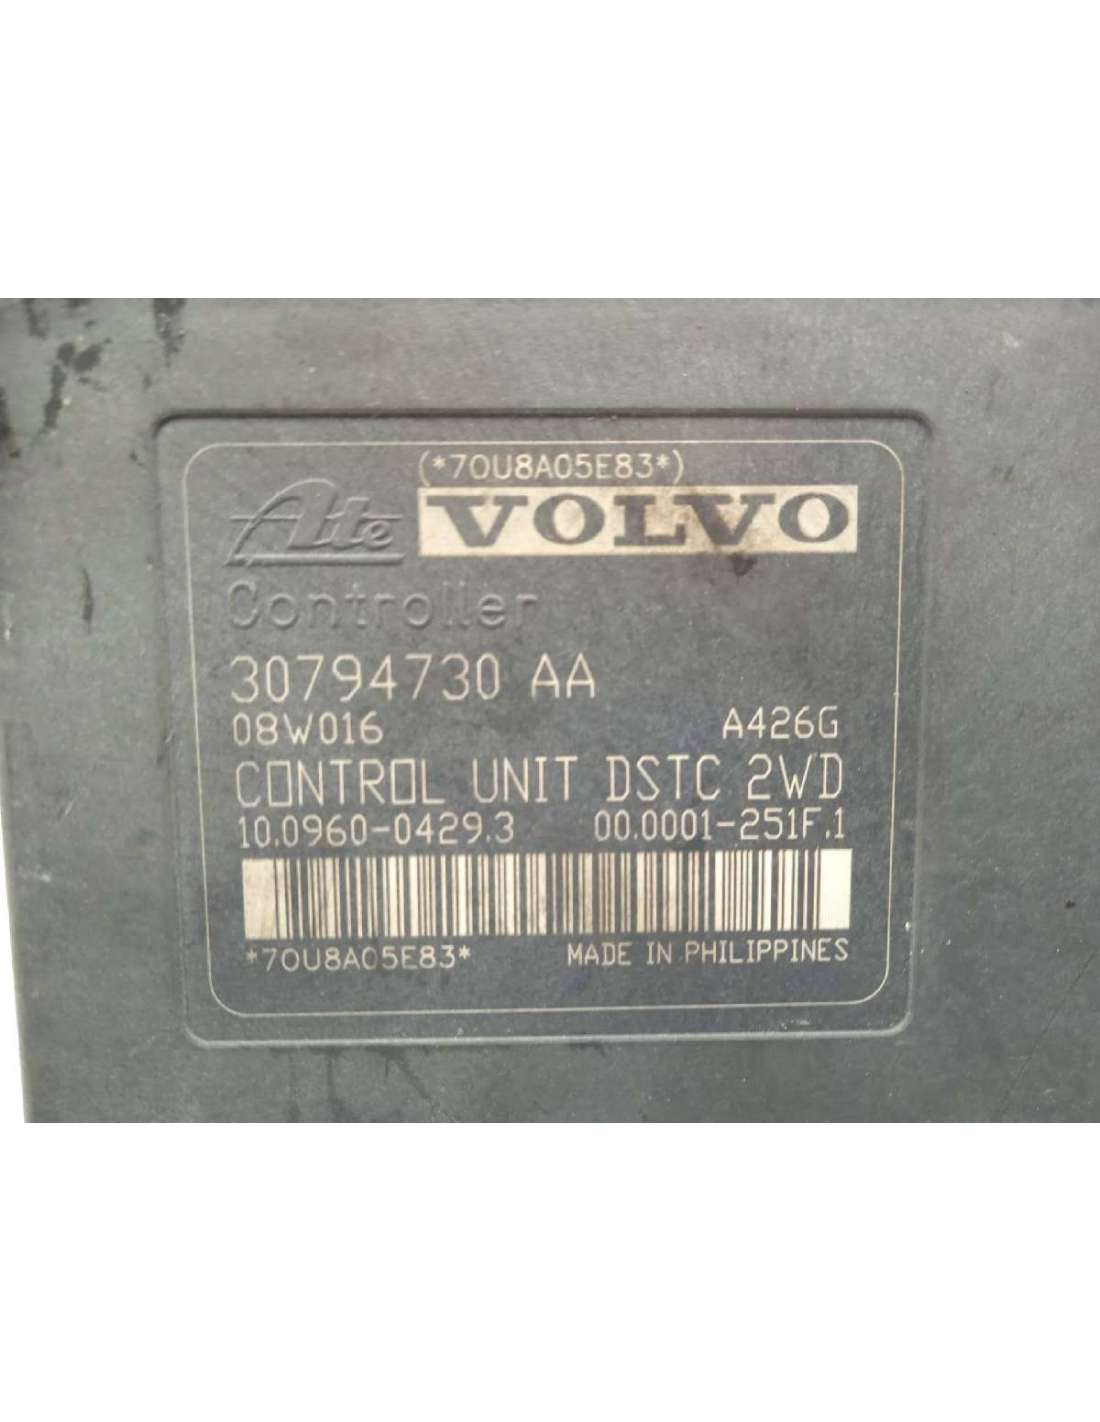 (*70U8A05E83*)
Ate VOLVO
Controller
30794730 AA
08W016 A426G
CONTROL UNIT DSTC 2WD
10.0960-0429.3 00.0001-251F.1
*70U8A05E83* MADE IN PHILIPPINES